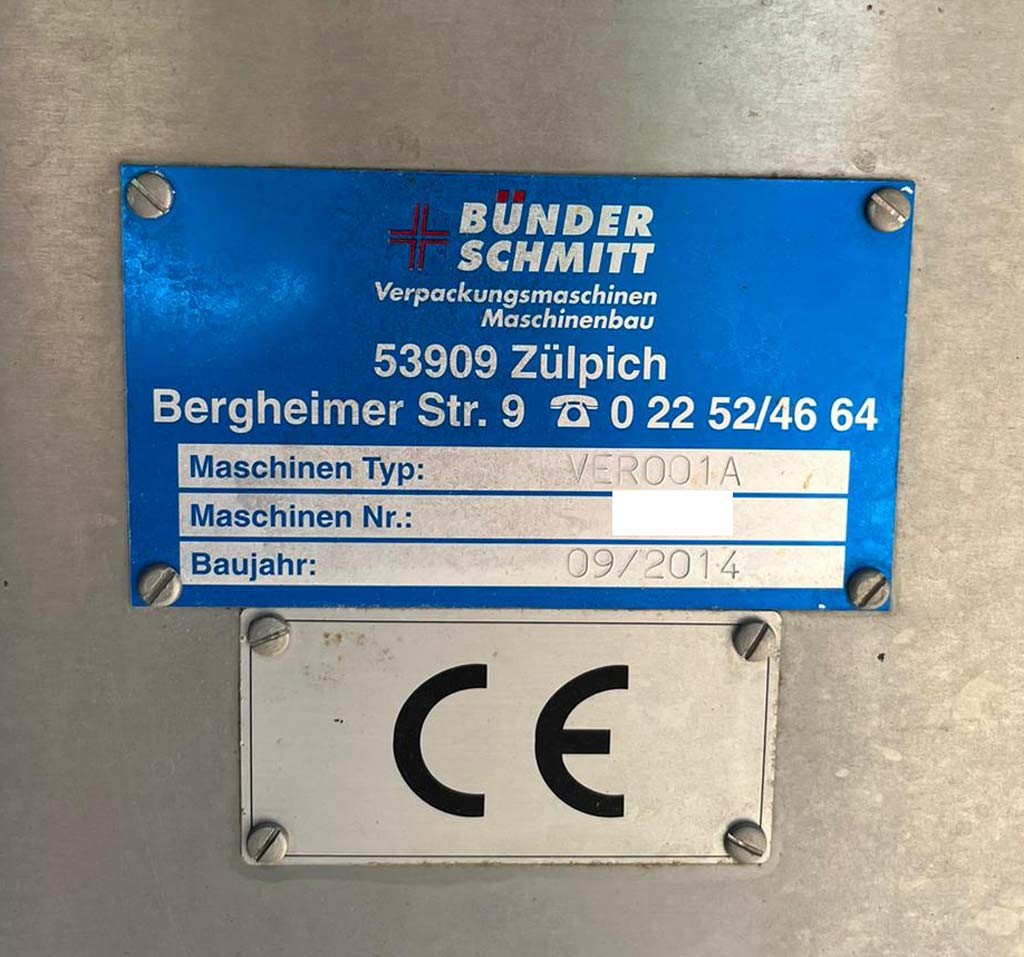 BÜNDER
SCHMITT
Verpackungsmaschinen
Maschinenbau
53909 Zülpich
Bergheimer Str. 9 ☎ 0 22 52/46 64
Maschinen Typ: VER001A
Maschinen Nr.:
Baujahr: 09/2014
CE